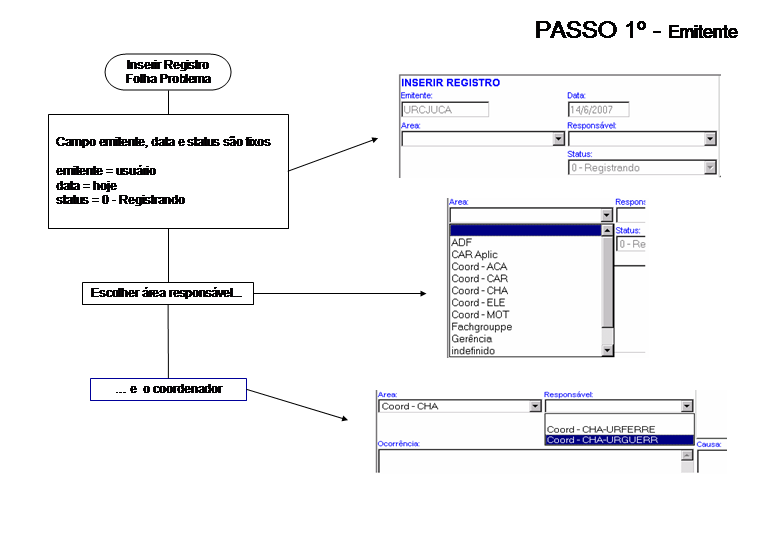 PASSO 1º - Emitente
Inserir Registro
Folha Problema
Campo emitente, data e status são fixos
emitente = usuário
data = hoje
status = 0 - Registrando
INSERIR REGISTRO
Emitente:
Data:
URCJUCA
14/6/2007
Area:
Responsável:
Status:
0 - Registrando
Area:
Respons
Status:
0 - Re
ADF
CAR Aplic
Coord - ACA
Coord - CAR
Coord - CHA
Coord - ELE
Coord - MOT
Fachgrouppe
Gerência
indefinido
Escolher área responsável...
... e o coordenador
Area:
Responsável:
Coord - CHA
Coord - CHA-URFERRE
Coord - CHA-URGUERR
Ocorrência:
Causa: